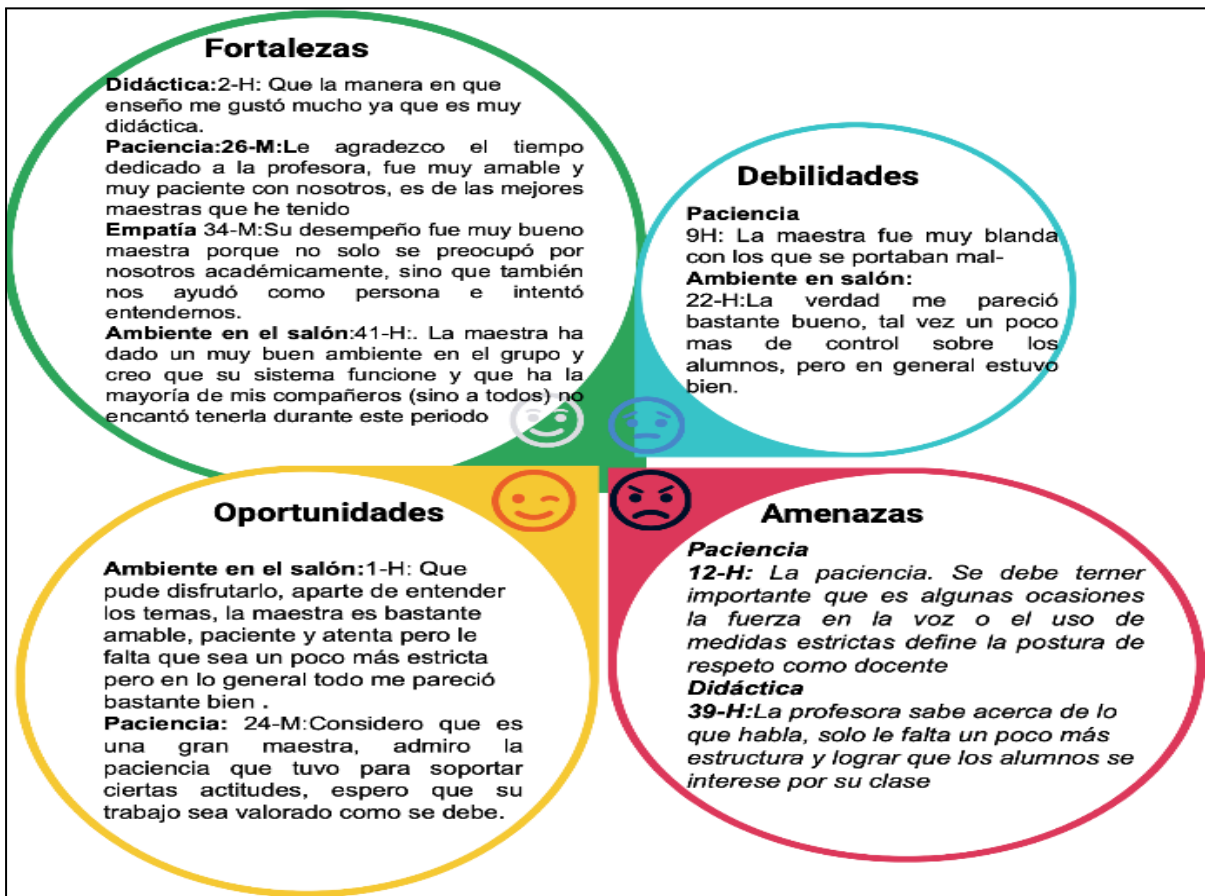 Fortalezas
Didáctica:2-H: Que la manera en que
enseño me gustó mucho ya que es muy
didáctica.
Paciencia:26-M:Le agradezco el tiempo
dedicado a la profesora, fue muy amable y
muy paciente con nosotros, es de las mejores
maestras que he tenido
Empatía 34-M:Su desempeño fue muy bueno
maestra porque no solo se preocupó por
nosotros académicamente, sino que también
nos ayudó como persona e intentó
entendernos.
Ambiente en el salón:41-H:. La maestra ha
dado un muy buen ambiente en el grupo y
creo que su sistema funcione y que ha la
mayoría de mis compañeros (sino a todos) no
encantó tenerla durante este periodo
Debilidades
Paciencia
9H: La maestra fue muy blanda
con los que se portaban mal-
Ambiente en salón:
22-H:La verdad me pareció
bastante bueno, tal vez un poco
mas de control sobre los
alumnos, pero en general estuvo
bien.
Oportunidades
Ambiente en el salón:1-H: Que
pude disfrutarlo, aparte de entender
los temas, la maestra es bastante
amable, paciente y atenta pero le
falta que sea un poco más estricta
pero en lo general todo me pareció
bastante bien .
Paciencia: 24-M:Considero que es
una gran maestra, admiro la
paciencia que tuvo para soportar
ciertas actitudes, espero que su
trabajo sea valorado como se debe.
Amenazas
Paciencia
12-H: La paciencia. Se debe terner
importante que es algunas ocasiones
la fuerza en la voz o el uso de
medidas estrictas define la postura de
respeto como docente
Didáctica
39-H:La profesora sabe acerca de lo
que habla, solo le falta un poco más
estructura y lograr que los alumnos se
interese por su clase